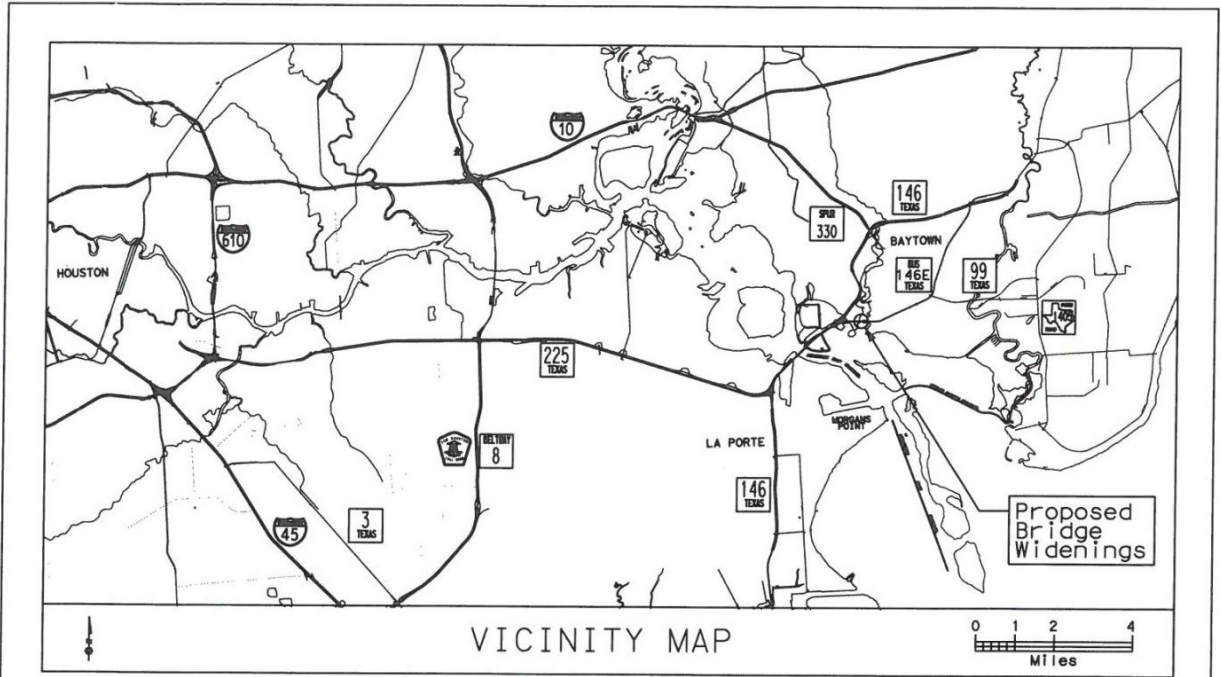 10
146
TEXAS
SPUR
330
610
BAYTOWN
HOUSTON
BUS
146E
TEXAS
99
TEXAS
225
TEXAS
MORGANS
POINT
LA PORTE
BELTWAY
8
146
TEXAS
3
TEXAS
45
Proposed
Bridge
Widenings
VICINITY MAP
0 1 2 4
Miles